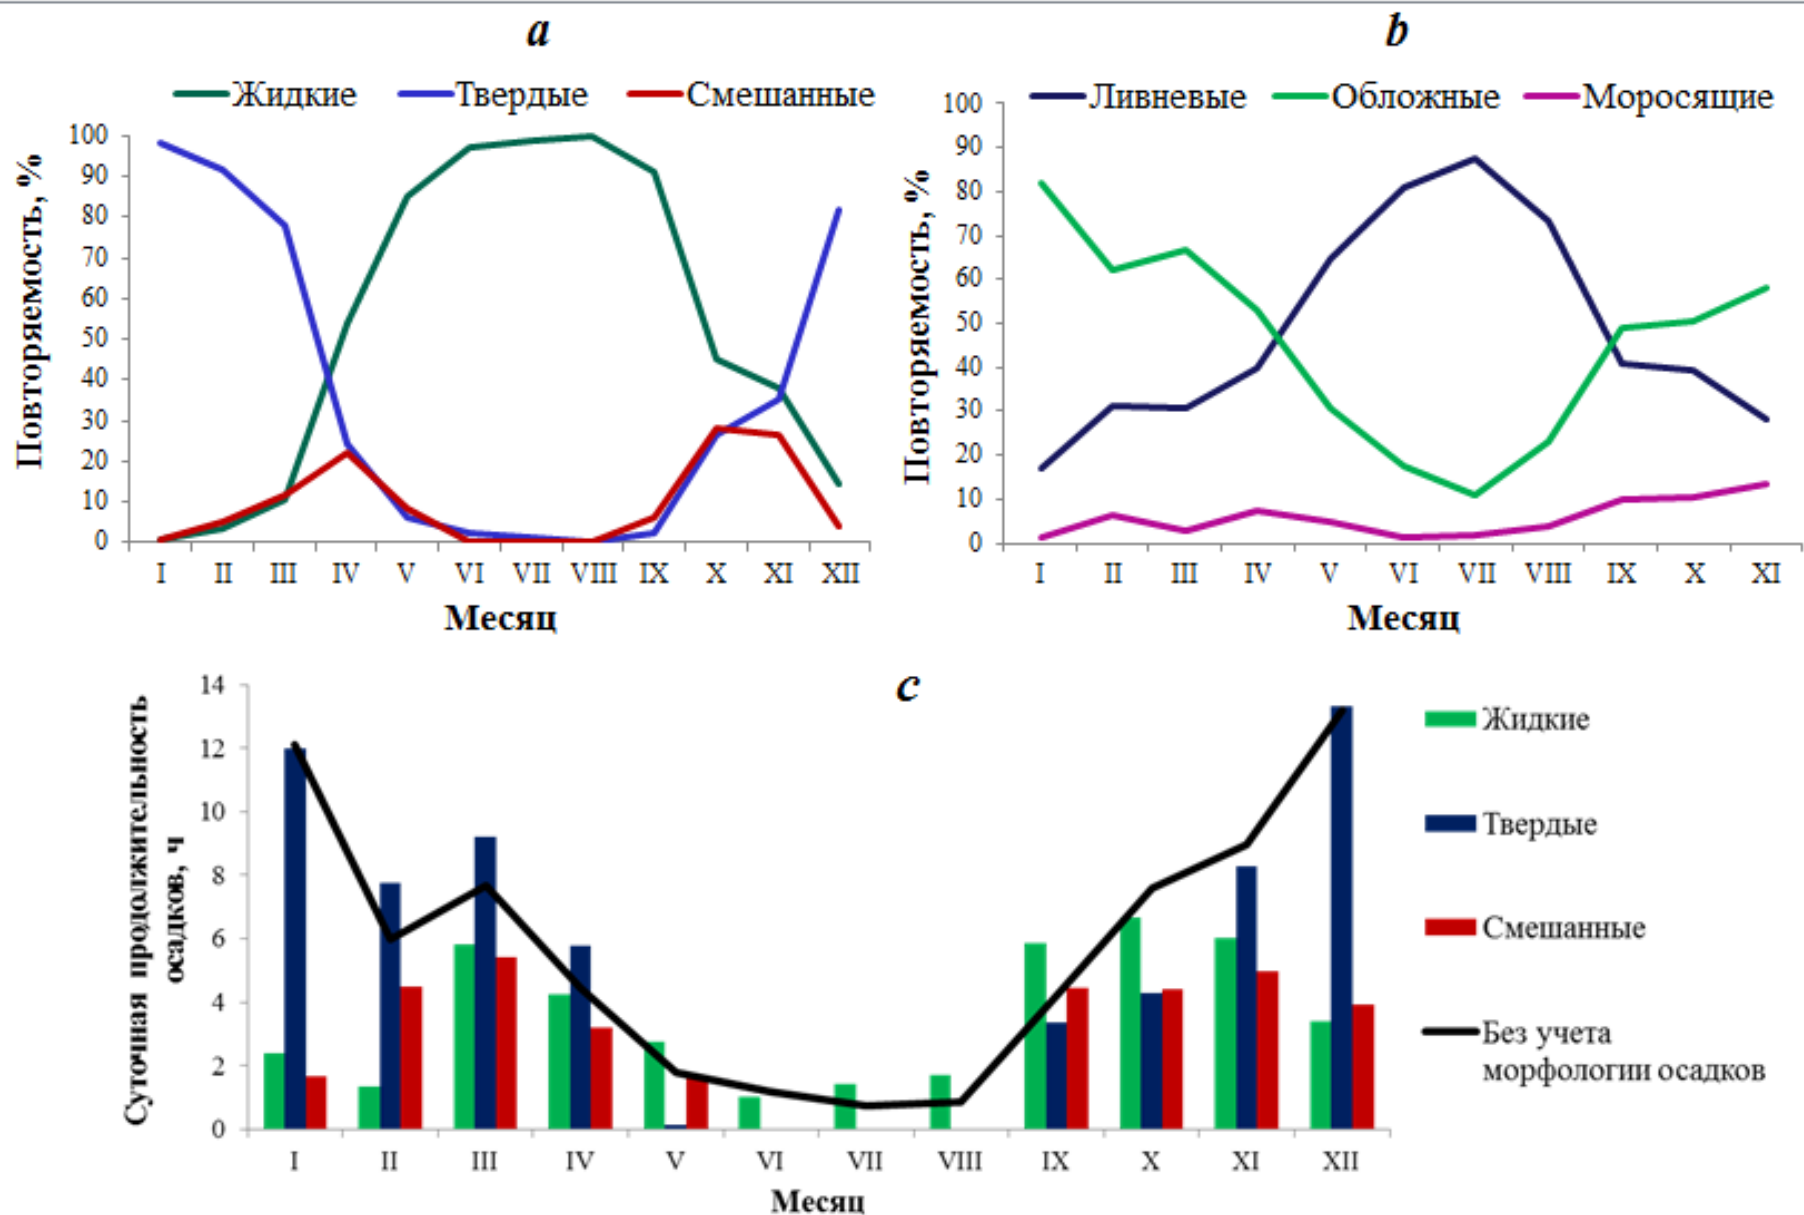 a
Жидкие Твердые Смешанные
Повторяемость, %
100
90
80
70
60
50
40
30
20
10
0
I II III IV V VI VII VIII IX X XI XII
Месяц
b
Ливневые Обложные Моросящие
Повторяемость, %
100
90
80
70
60
50
40
30
20
10
0
I II III IV V VI VII VIII IX X XI
Месяц
c
Суточная продолжительность
осадков, ч
14
12
10
8
6
4
2
0
I II III IV V VI VII VIII IX X XI XII
Месяц
Жидкие
Твердые
Смешанные
Без учета
морфологии осадков